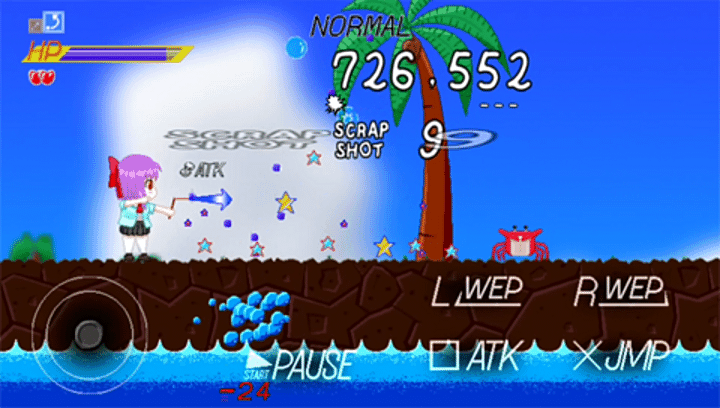 NORMAL
HP
726,552
---
SCRAP
SHOT
SCRAP
SHOT
9
ATK
L WEP
R WEP
□ ATK
× JMP
START
PAUSE
-24